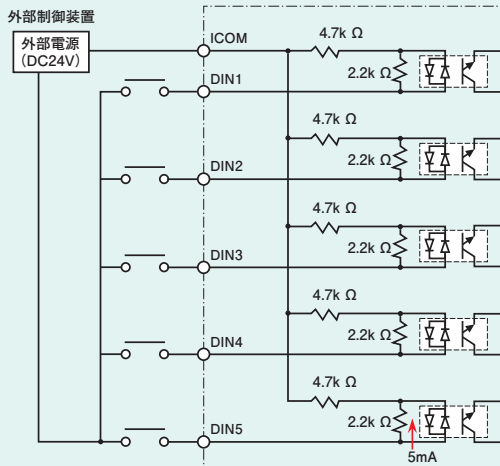 外部制御装置
外部電源
(DC24V)
ICOM
4.7k Ω
2.2k Ω
DIN1
4.7k Ω
2.2k Ω
DIN2
4.7k Ω
2.2k Ω
DIN3
4.7k Ω
2.2k Ω
DIN4
4.7k Ω
2.2k Ω
DIN5
5mA